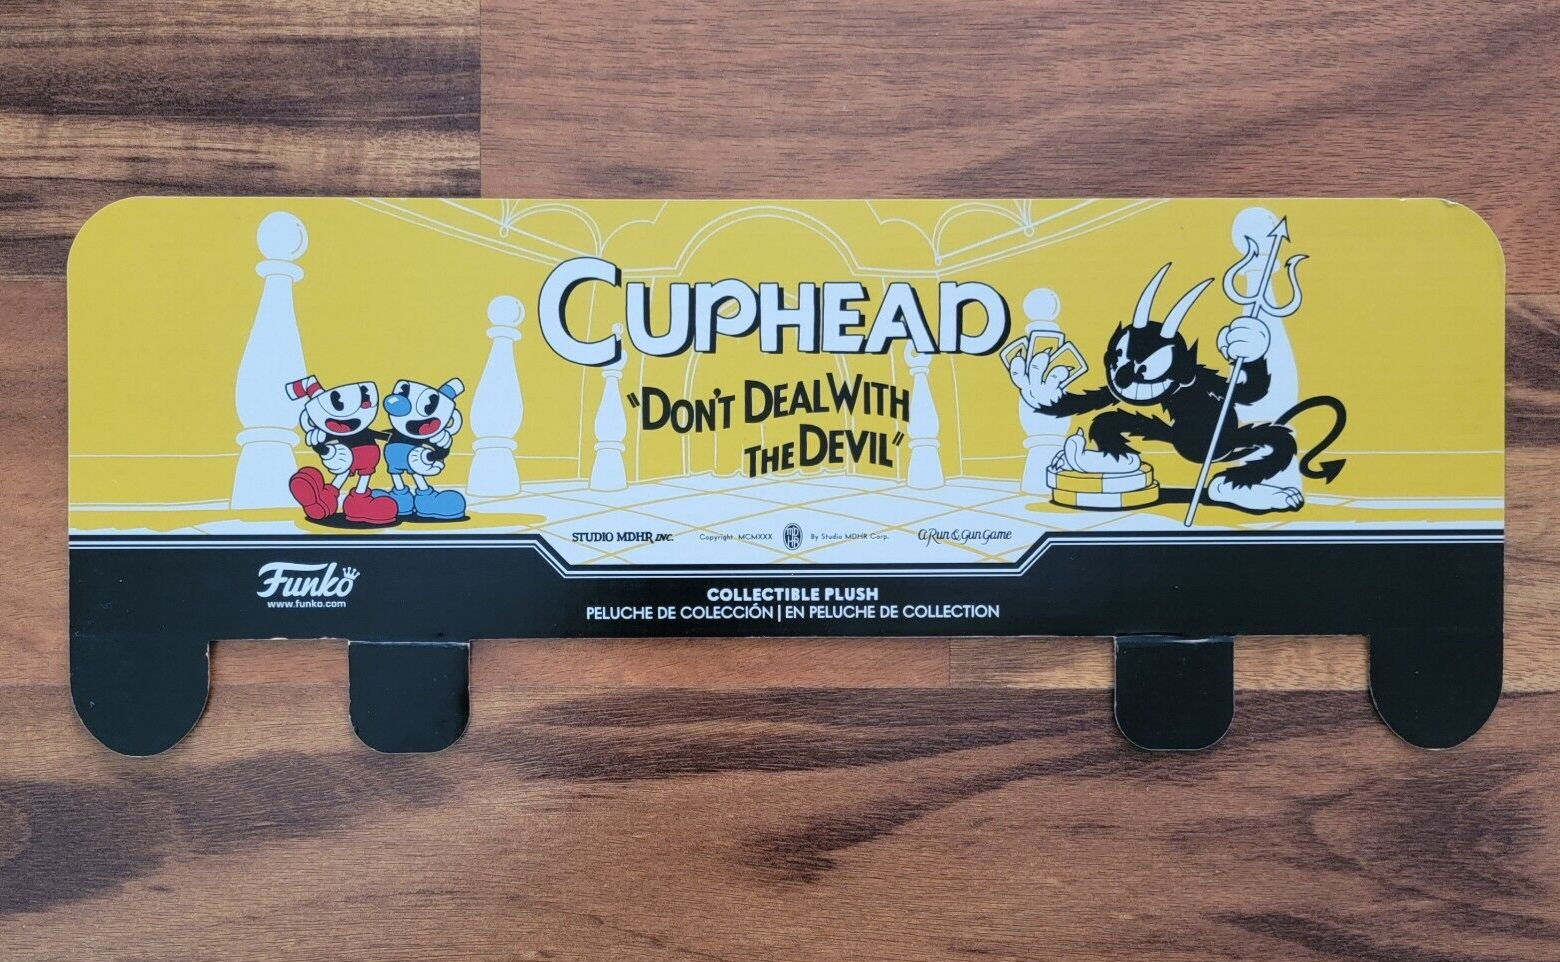 CUPHEAD
"DON'T DEAL WITH
THE DEVIL"
STUDIO MDHR INC. Copyright MCMXXX MDHR By Studio MDHR Corp. A Run & Gun Game
Funko
www.funko.com
COLLECTIBLE PLUSH
PELUCHE DE COLECCIÓN | EN PELUCHE DE COLLECTION